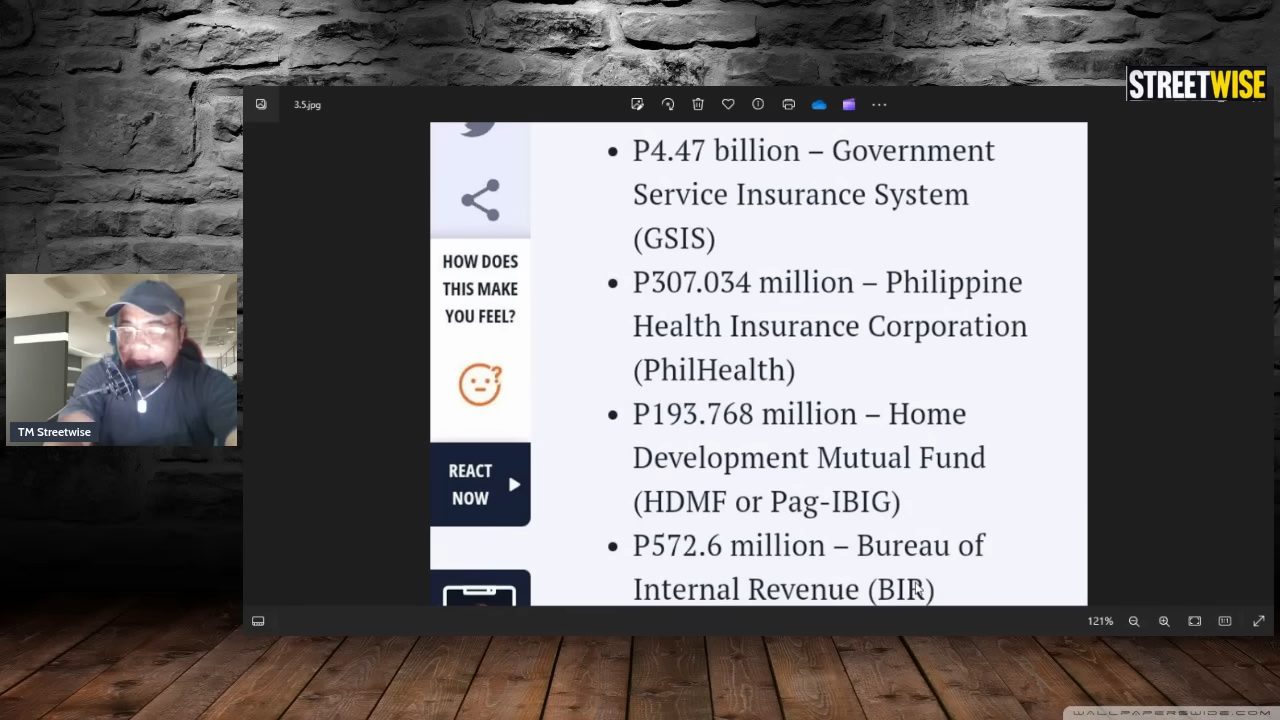 STREETWISE
3.5.jpg
P4.47 billion – Government
Service Insurance System
(GSIS)
HOW DOES
THIS MAKE
YOU FEEL?
P307.034 million – Philippine
Health Insurance Corporation
(PhilHealth)
P193.768 million – Home
Development Mutual Fund
(HDMF or Pag-IBIG)
TM Streetwise
REACT
NOW
P572.6 million – Bureau of
Internal Revenue (BIR)
121%
WALLPAPERSWIDE.COM